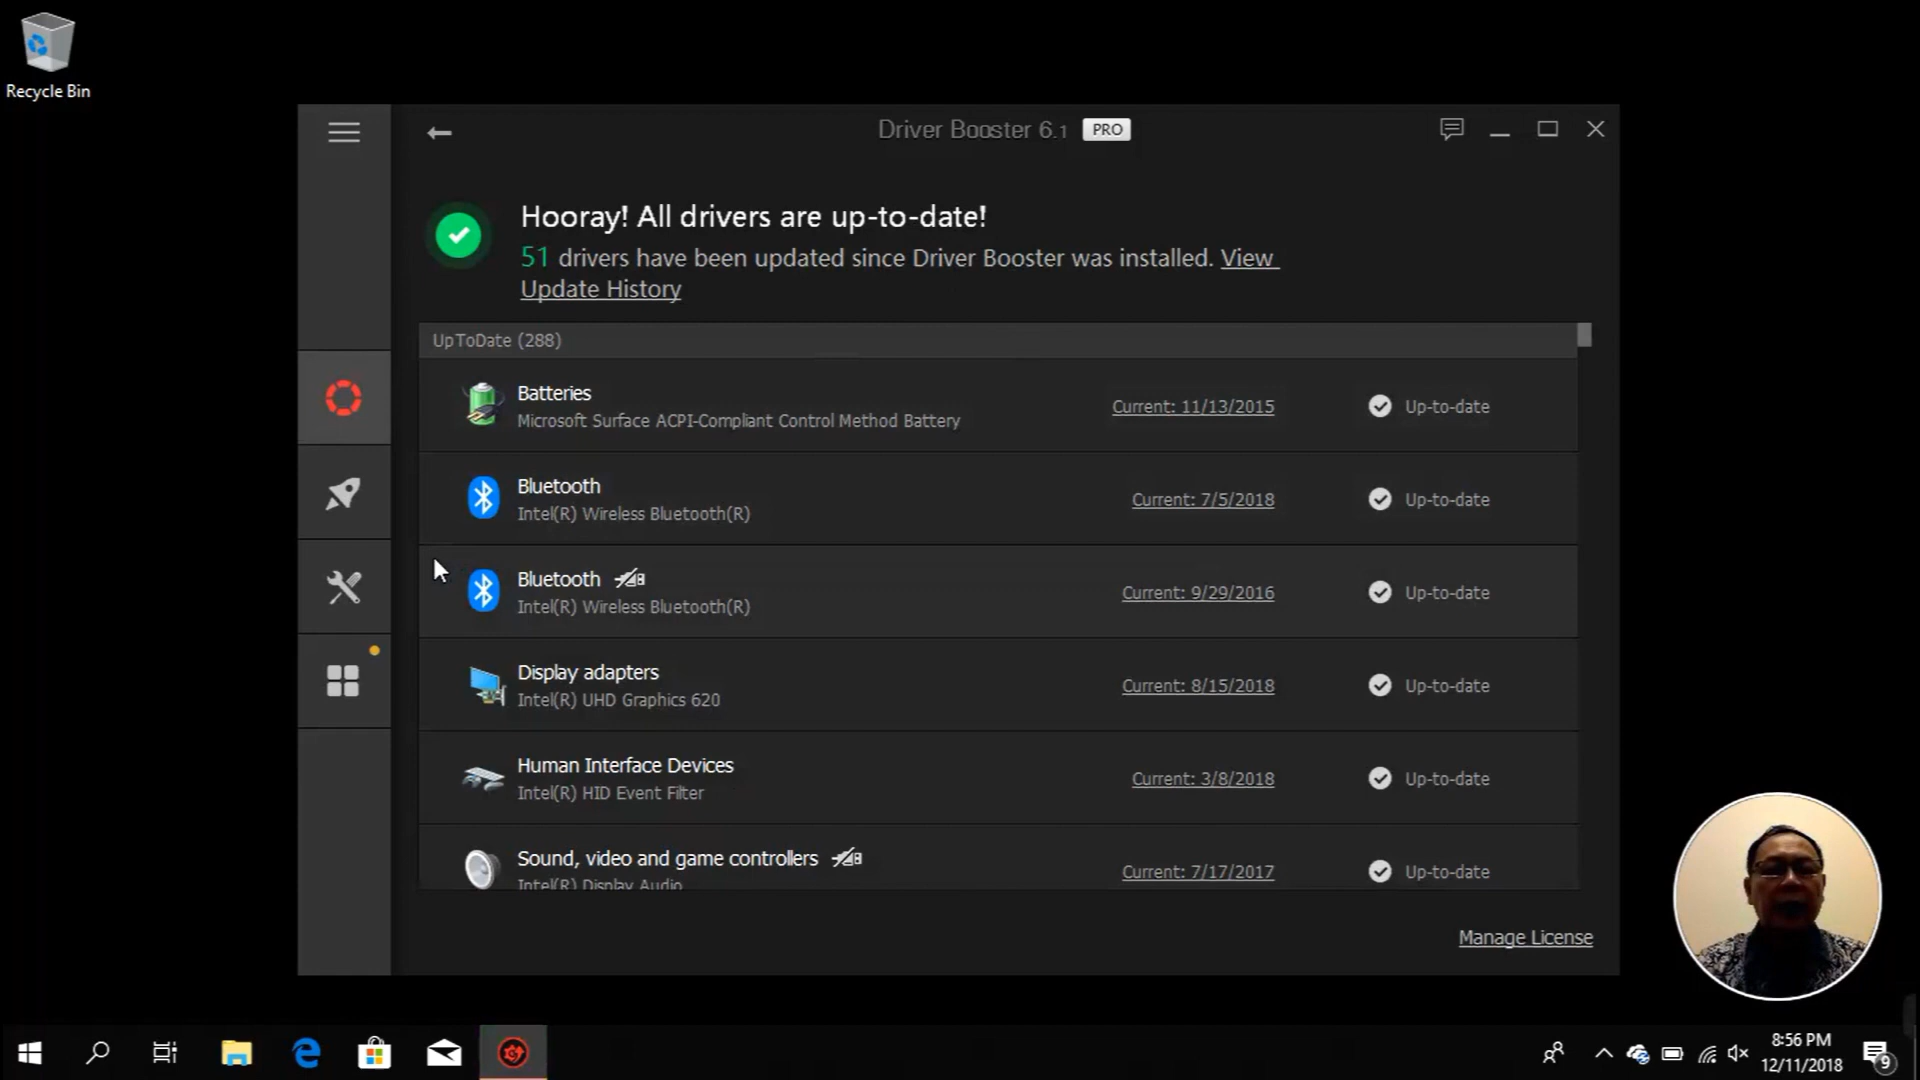 Recycle Bin
Driver Booster 6.1 PRO
Hooray! All drivers are up-to-date!
51 drivers have been updated since Driver Booster was installed. View
Update History
UpToDate (288)
Batteries
Microsoft Surface ACPI-Compliant Control Method Battery
Current: 11/13/2015
Up-to-date
Bluetooth
Intel(R) Wireless Bluetooth(R)
Current: 7/5/2018
Up-to-date
Bluetooth
Intel(R) Wireless Bluetooth(R)
Current: 9/29/2016
Up-to-date
Display adapters
Intel(R) UHD Graphics 620
Current: 8/15/2018
Up-to-date
Human Interface Devices
Intel(R) HID Event Filter
Current: 3/8/2018
Up-to-date
Sound, video and game controllers
Intel(R) Display Audio
Current: 7/17/2017
Up-to-date
Manage License
8:56 PM
12/11/2018
9